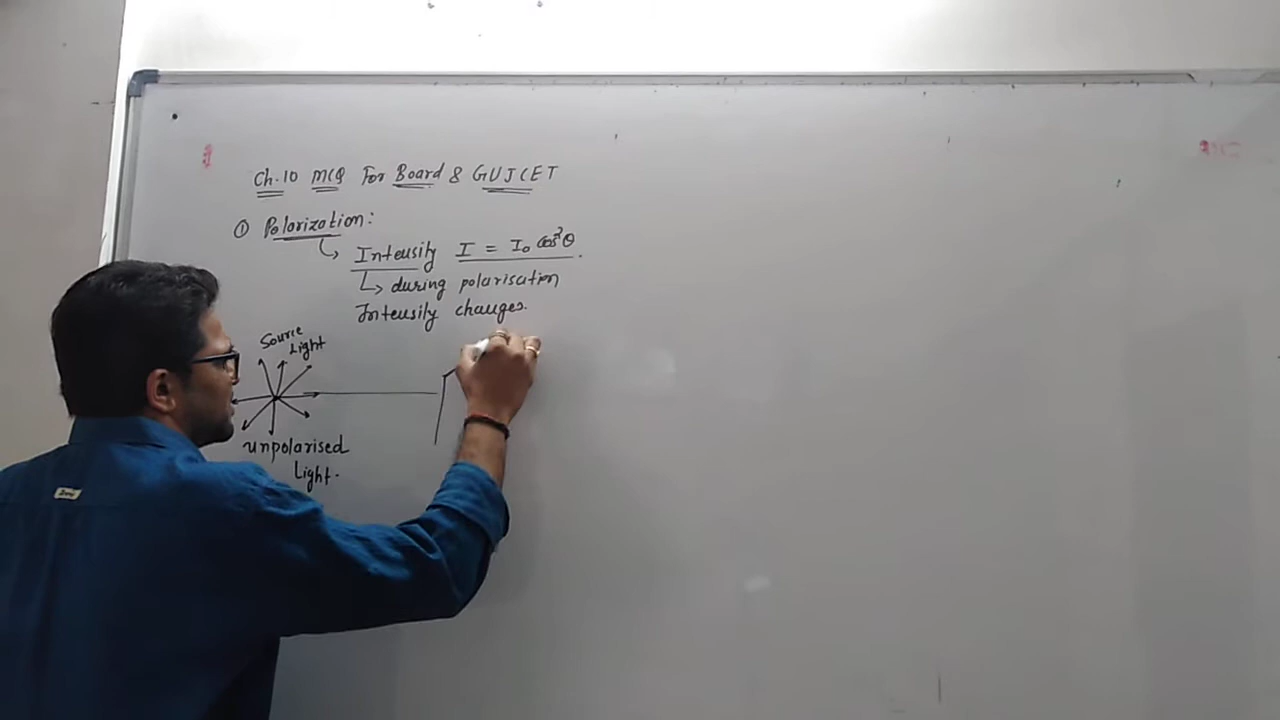 Ch.10 MCQ For Board & GUJCET
① Polarization:
↳ Intensity I = I₀ cos²θ.
↳ during polarisation
Intensity changes.
Source
Light
unpolarised
Light.